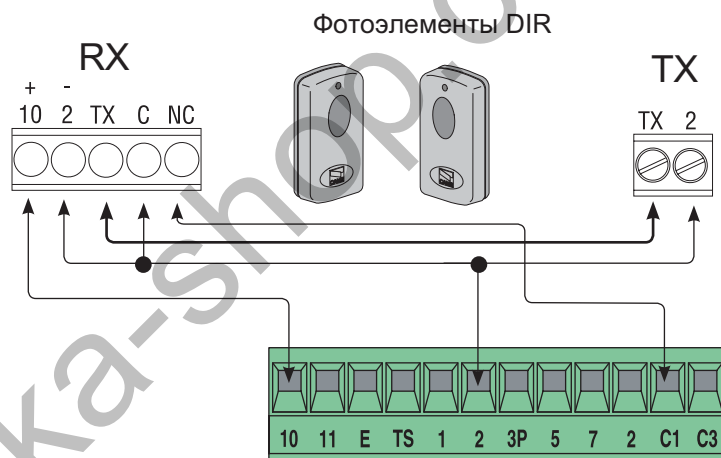 Фотоэлементы DIR
RX
TX
+ -
10 2 TX C NC
TX 2
10 11 E TS 1 2 3P 5 7 2 C1 C3